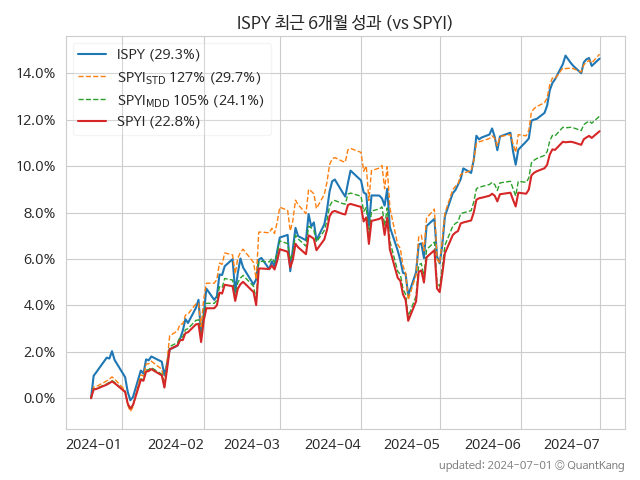 ISPY 최근 6개월 성과 (vs SPYI)
ISPY (29.3%)
SPYI_STD 127% (29.7%)
SPYI_MDD 105% (24.1%)
SPYI (22.8%)
14.0%
12.0%
10.0%
8.0%
6.0%
4.0%
2.0%
0.0%
2024-01 2024-02 2024-03 2024-04 2024-05 2024-06 2024-07
updated: 2024-07-01 © QuantKang